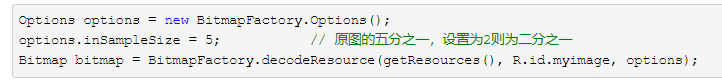 Options options = new BitmapFactory.Options();
options.inSampleSize = 5;          // 原图的五分之一，设置为2则为二分之一
Bitmap bitmap = BitmapFactory.decodeResource(getResources(), R.id.myimage, options);